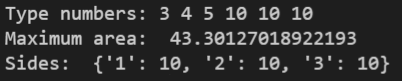 Type numbers: 3 4 5 10 10 10
Maximum area:  43.30127018922193
Sides:  {'1': 10, '2': 10, '3': 10}